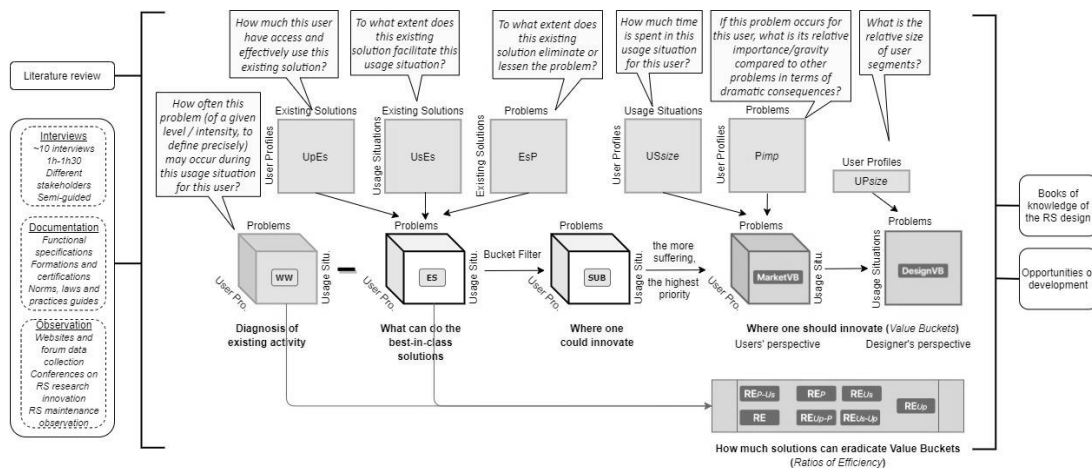 Literature review
Interviews
~10 interviews
1h-1h30
Different
stakeholders
Semi-guided
Documentation
Functional
specifications
Formations and
certifications
Norms, laws and
practices guides
Observation
Websites and
forum data
collection
Conferences on
RS research
innovation
RS maintenance
observation
How often this
problem (of a given
level / intensity, to
define precisely)
may occur during
this usage situation
for this user?
How much this user
have access and
effectively use this
existing solution?
To what extent does
this existing
solution facilitate this
usage situation?
To what extent does
this existing
solution eliminate or
lessen the problem?
How much time
is spent in this
usage situation
for this user?
If this problem occurs for
this user, what is its relative
importance/gravity
compared to other
problems in terms of
dramatic consequences?
What is the
relative size
of user
segments?
Existing Solutions
User Profiles
UpEs
Existing Solutions
Usage Situations
UsEs
Problems
Existing Solutions
EsP
Usage Situations
User Profiles
USsize
Problems
User Profiles
Pimp
User Profiles
UPsize
Problems
WW
User Pro.
Usage Situ.
Diagnosis of
existing activity
Problems
ES
User Pro.
Usage Situ.
What can do the
best-in-class
solutions
Bucket Filter
Problems
SUB
User Pro.
Usage Situ.
Where one
could innovate
the more
suffering,
the highest
priority
Problems
MarketVB
User Pro.
Usage Situ.
Problems
Usage Situations
DesignVB
Where one should innovate (Value Buckets)
Users' perspective
Designer's perspective
REP-Us
REP
REUs
REUp
RE
REUp-P
REUs-Up
How much solutions can eradicate Value Buckets
(Ratios of Efficiency)
Books of
knowledge of
the RS design
Opportunities of
development